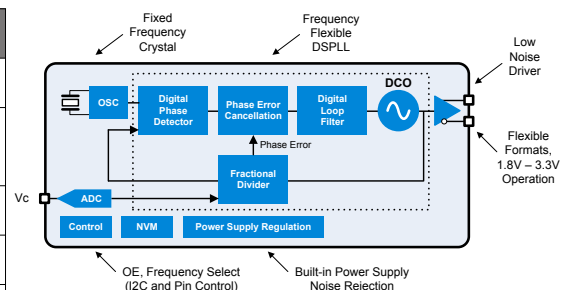 Fixed
Frequency
Crystal
Frequency
Flexible
DSPLL
Low
Noise
Driver
OSC
Digital
Phase
Detector
Phase Error
Cancellation
Digital
Loop
Filter
DCO
Phase Error
Fractional
Divider
Flexible
Formats,
1.8V – 3.3V
Operation
Vc
ADC
Control
NVM
Power Supply Regulation
OE, Frequency Select
(I2C and Pin Control)
Built-in Power Supply
Noise Rejection